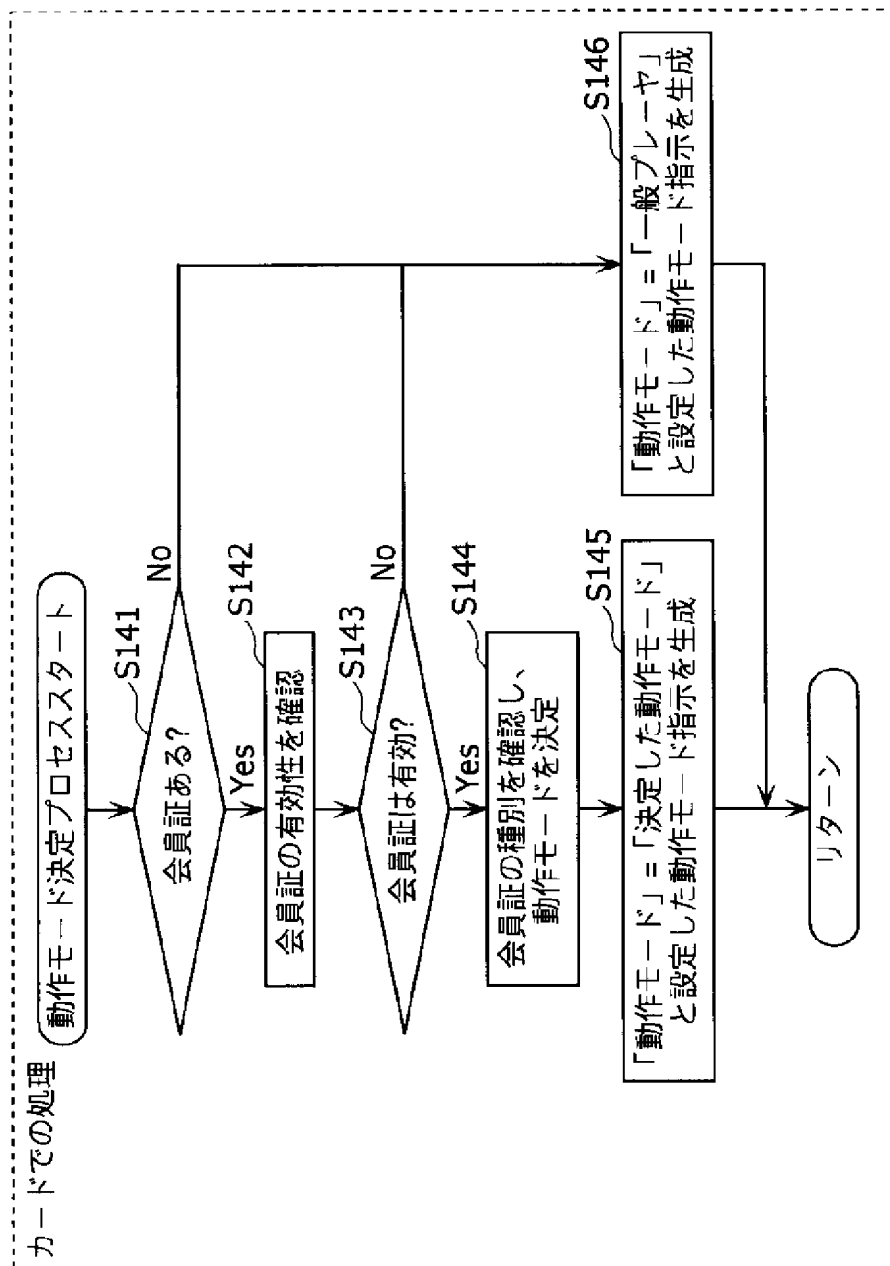 カードでの処理
動作モード決定プロセススタート
S141
会員証ある?
No
Yes
S142
会員証の有効性を確認
S143
会員証は有効?
No
Yes
S144
会員証の種別を確認し、
動作モードを決定
S145
「動作モード」=「決定した動作モード」
と設定した動作モード指示を生成
S146
「動作モード」=「一般プレーヤ」
と設定した動作モード指示を生成
リターン